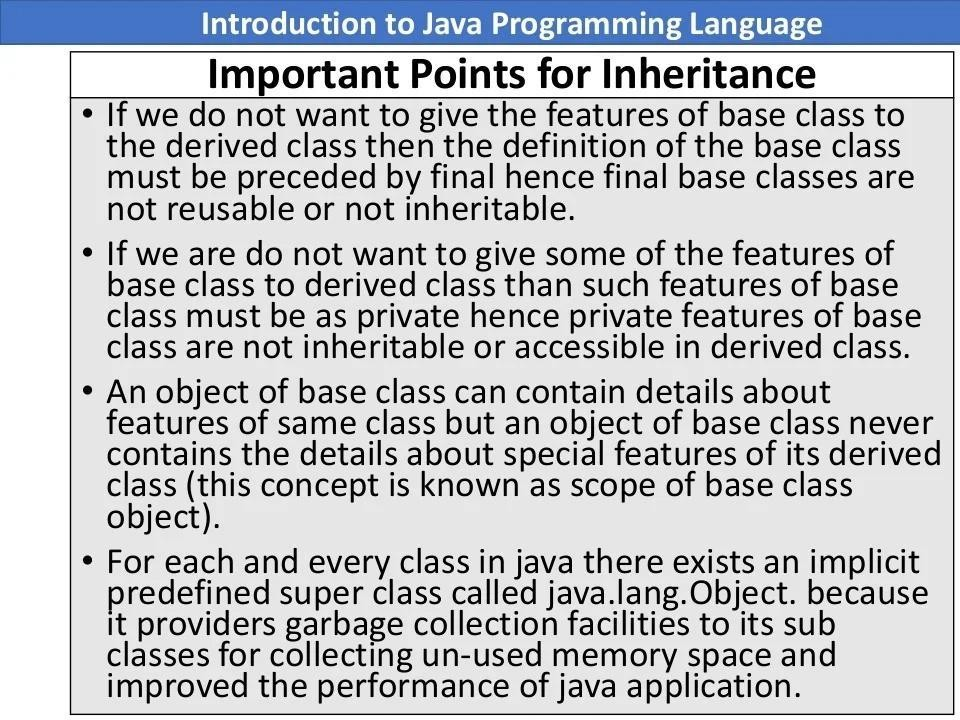 Introduction to Java Programming Language
Important Points for Inheritance
• If we do not want to give the features of base class to
the derived class then the definition of the base class
must be preceded by final hence final base classes are
not reusable or not inheritable.
• If we are do not want to give some of the features of
base class to derived class than such features of base
class must be as private hence private features of base
class are not inheritable or accessible in derived class.
• An object of base class can contain details about
features of same class but an object of base class never
contains the details about special features of its derived
class (this concept is known as scope of base class
object).
• For each and every class in java there exists an implicit
predefined super class called java.lang.Object. because
it providers garbage collection facilities to its sub
classes for collecting un-used memory space and
improved the performance of java application.